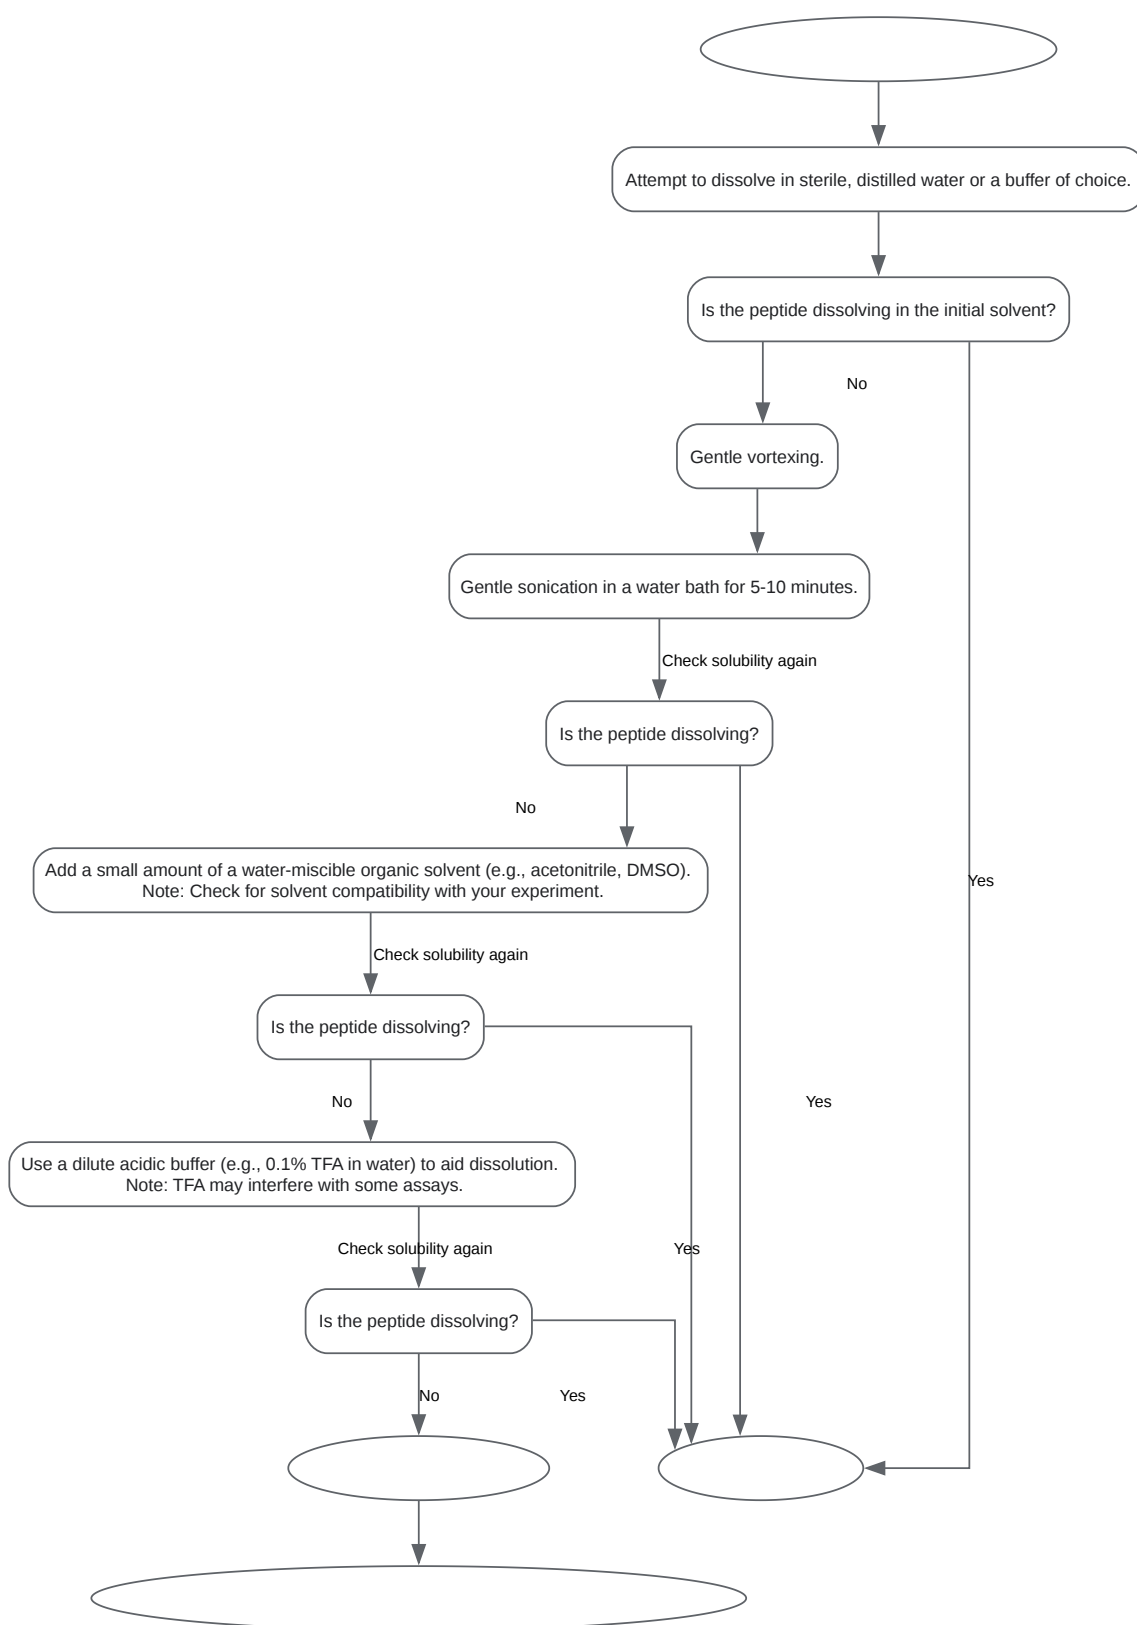 Attempt to dissolve in sterile, distilled water or a buffer of choice.
Is the peptide dissolving in the initial solvent?
No
Gentle vortexing.
Gentle sonication in a water bath for 5-10 minutes.
Check solubility again
Is the peptide dissolving?
No
Add a small amount of a water-miscible organic solvent (e.g., acetonitrile, DMSO).
Note: Check for solvent compatibility with your experiment.
Yes
Check solubility again
Is the peptide dissolving?
No
Yes
Use a dilute acidic buffer (e.g., 0.1% TFA in water) to aid dissolution.
Note: TFA may interfere with some assays.
Check solubility again
Yes
Is the peptide dissolving?
No
Yes